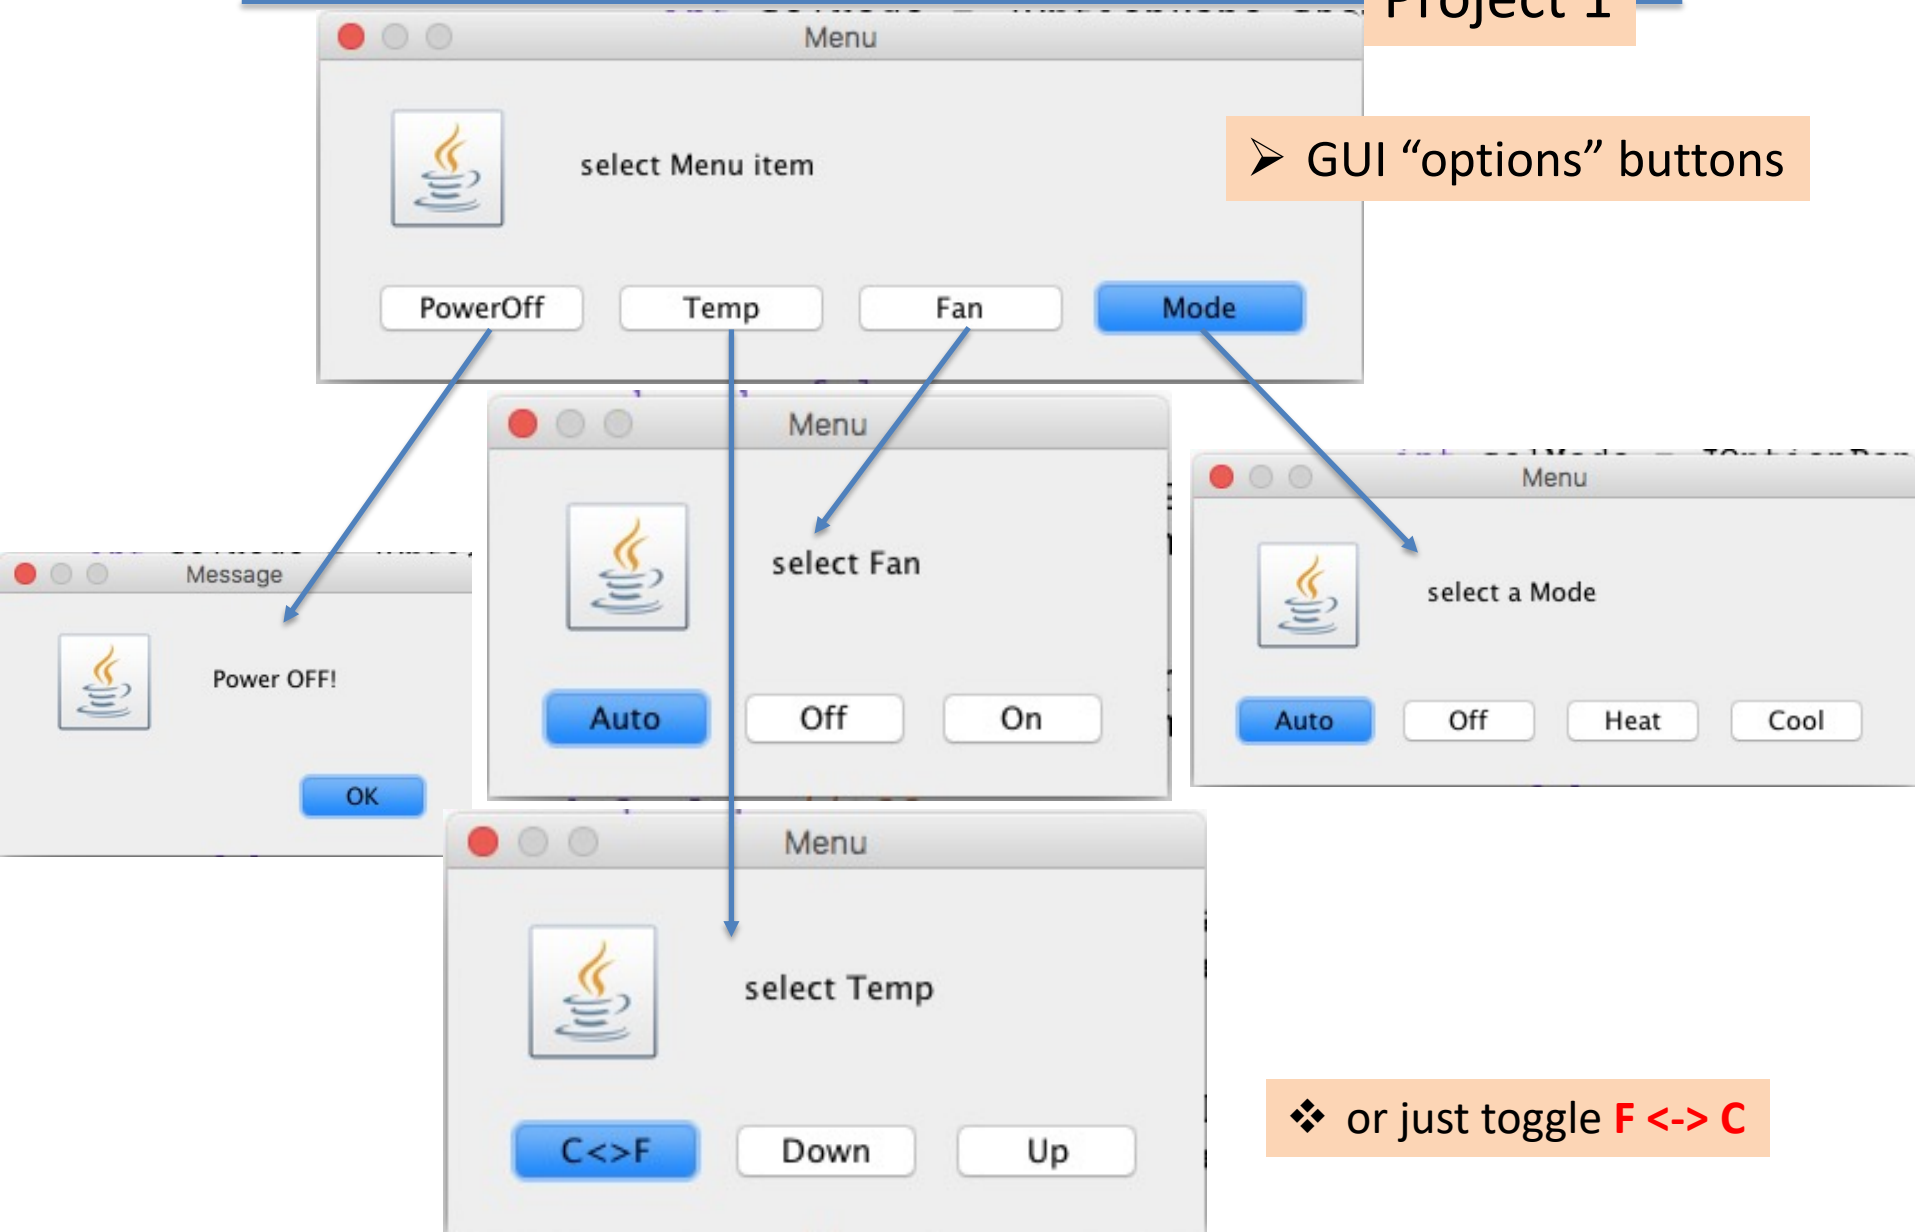 Project 1
Menu
select Menu item
➢ GUI “options” buttons
PowerOff Temp Fan Mode
Menu
select Fan
Auto Off On
Menu
select a Mode
Auto Off Heat Cool
Message
Power OFF!
OK
Menu
select Temp
C<>F Down Up
❖ or just toggle F <-> C